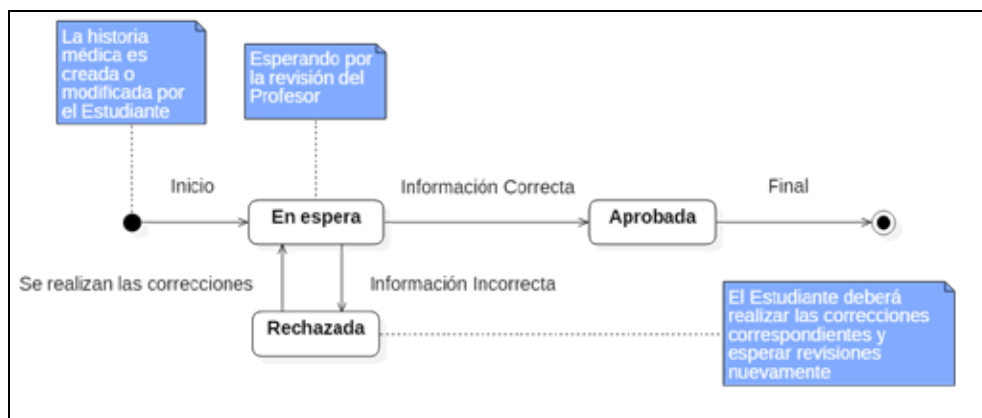 La historia
médica es
creada o
modificada por
el Estudiante
Esperando por
la revisión del
Profesor
Inicio
Información Correcta
Final
En espera
Aprobada
Se realizan las correcciones
Información Incorrecta
Rechazada
El Estudiante deberá
realizar las correcciones
correspondientes y
esperar revisiones
nuevamente